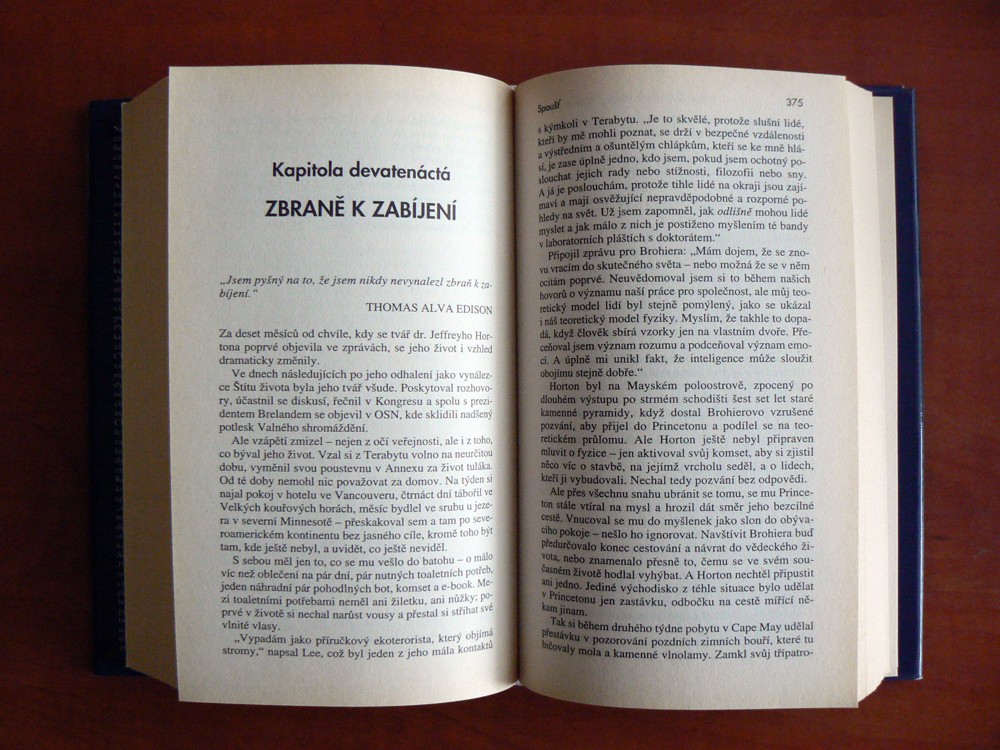 Kapitola devatenáctá
ZBRANĚ K ZABÍJENÍ
„Jsem pyšný na to, že jsem nikdy nevynalezl zbraň k za-
bíjení.“
THOMAS ALVA EDISON
Za deset měsíců od chvíle, kdy se tvář dr. Jeffreyho Hor-
tona poprvé objevila ve zprávách, se jeho život i vzhled
dramaticky změnily.
Ve dnech následujících po jeho odhalení jako vynález-
ce Štítu života byla jeho tvář všude. Poskytoval rozhovo-
ry, účastnil se diskusí, řečnil v Kongresu a spolu s prezi-
dentem Brelandem se objevil v OSN, kde sklidili nadšený
potlesk Valného shromáždění.
Ale vzápětí zmizel – nejen z očí veřejnosti, ale i z toho,
co býval jeho život. Vzal si z Terabytu volno na neurčitou
dobu, vyměnil svou poustevnu v Annexu za život tuláka.
Od té doby nemohl nic považovat za domov. Na týden si
najal pokoj v hotelu ve Vancouveru, čtrnáct dní tábořil ve
Velkých kouřových horách, měsíc bydlel ve srubu u jeze-
ra v severní Minnesotě – přeskakoval sem a tam po seve-
roamerickém kontinentu bez jasného cíle, kromě toho být
tam, kde ještě nebyl, a uvidět, co ještě neviděl.
S sebou měl jen to, co se mu vešlo do batohu – o málo
víc než oblečení na pár dní, pár nutných toaletních potřeb,
jeden náhradní pár pohodlných bot, komset a e-book. Me-
zi toaletními potřebami neměl ani žiletku, ani nůžky; po-
prvé v životě si nechal narůst vousy a přestal si stříhat své
vlnité vlasy.
„Vypadám jako příručkový ekoterorista, který objímá
stromy,“ napsal Lee, což byl jeden z jeho mála kontaktů
Spoušť 375
s kýmkoli v Terabytu. „Je to skvělé, protože slušní lidé,
kteří by mě mohli poznat, se drží v bezpečné vzdálenosti
a výstředním a ošuntělým chlápkům, kteří se ke mně hlá-
sí, je zase úplně jedno, kdo jsem, pokud jsem ochotný po-
slouchat jejich rady nebo stížnosti, filozofii nebo sny.
A já je poslouchám, protože tihle lidé na okraji jsou zají-
maví a mají osvěžující nepravděpodobné a rozporné po-
hledy na svět. Už jsem zapomněl, jak odlišně mohou lidé
myslet a jak málo z nich je postiženo myšlením té bandy
v laboratorních pláštích s doktorátem.“
Připojil zprávu pro Brohiera: „Mám dojem, že se zno-
vu vracím do skutečného světa – nebo možná že se v něm
ocitám poprvé. Neuvědomoval jsem si to během našich
hovorů o významu naší práce pro společnost, ale můj teo-
retický model lidí byl stejně pomýlený, jako se ukázal
i náš teoretický model fyziky. Myslím, že takhle to dopa-
dá, když člověk sbírá vzorky jen na vlastním dvoře. Pře-
ceňoval jsem význam rozumu a podceňoval význam emo-
cí. A úplně mi unikl fakt, že inteligence může sloužit
obojímu stejně dobře.“
Horton byl na Mayském poloostrově, zpocený po
dlouhém výstupu po strmém schodišti šest set let staré
kamenné pyramidy, když dostal Brohierovo vzrušené
pozvání, aby přijel do Princetonu a podílel se na teo-
retickém průlomu. Ale Horton ještě nebyl připraven
mluvit o fyzice – jen aktivoval svůj komset, aby si zjistil
něco víc o stavbě, na jejímž vrcholu seděl, a o lidech,
kteří ji vybudovali. Nechal tedy pozvání bez odpovědi.
Ale přes všechnu snahu ubránit se tomu, se mu Prince-
ton stále vtíral na mysl a hrozil dát směr jeho bezcílné
cestě. Vnucoval se mu do myšlenek jako slon do obýva-
cího pokoje – nešlo ho ignorovat. Navštívit Brohiera buď
předurčovalo konec cestování a návrat do vědeckého ži-
vota, nebo znamenalo přesně to, čemu se ve svém sou-
časném životě hodlal vyhýbat. A Horton nechtěl připustit
ani jedno. Jediné východisko z téhle situace bylo udělat
v Princetonu jen zastávku, odbočku na cestě mířící ně-
kam jinam.
Tak si během druhého týdne pobytu v Cape May udělal
přestávku v pozorování pozdních zimních bouří, které tu
bičovaly mola a kamenné vlnolamy. Zamkl svůj třípatro-